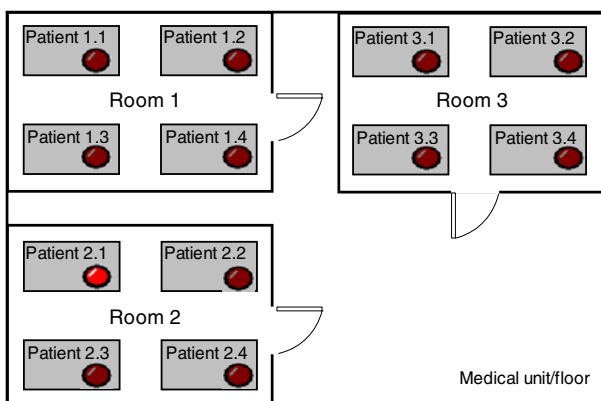 Patient 1.1
Patient 1.2
Room 1
Patient 1.3
Patient 1.4
Patient 3.1
Patient 3.2
Room 3
Patient 3.3
Patient 3.4
Patient 2.1
Patient 2.2
Room 2
Patient 2.3
Patient 2.4
Medical unit/floor